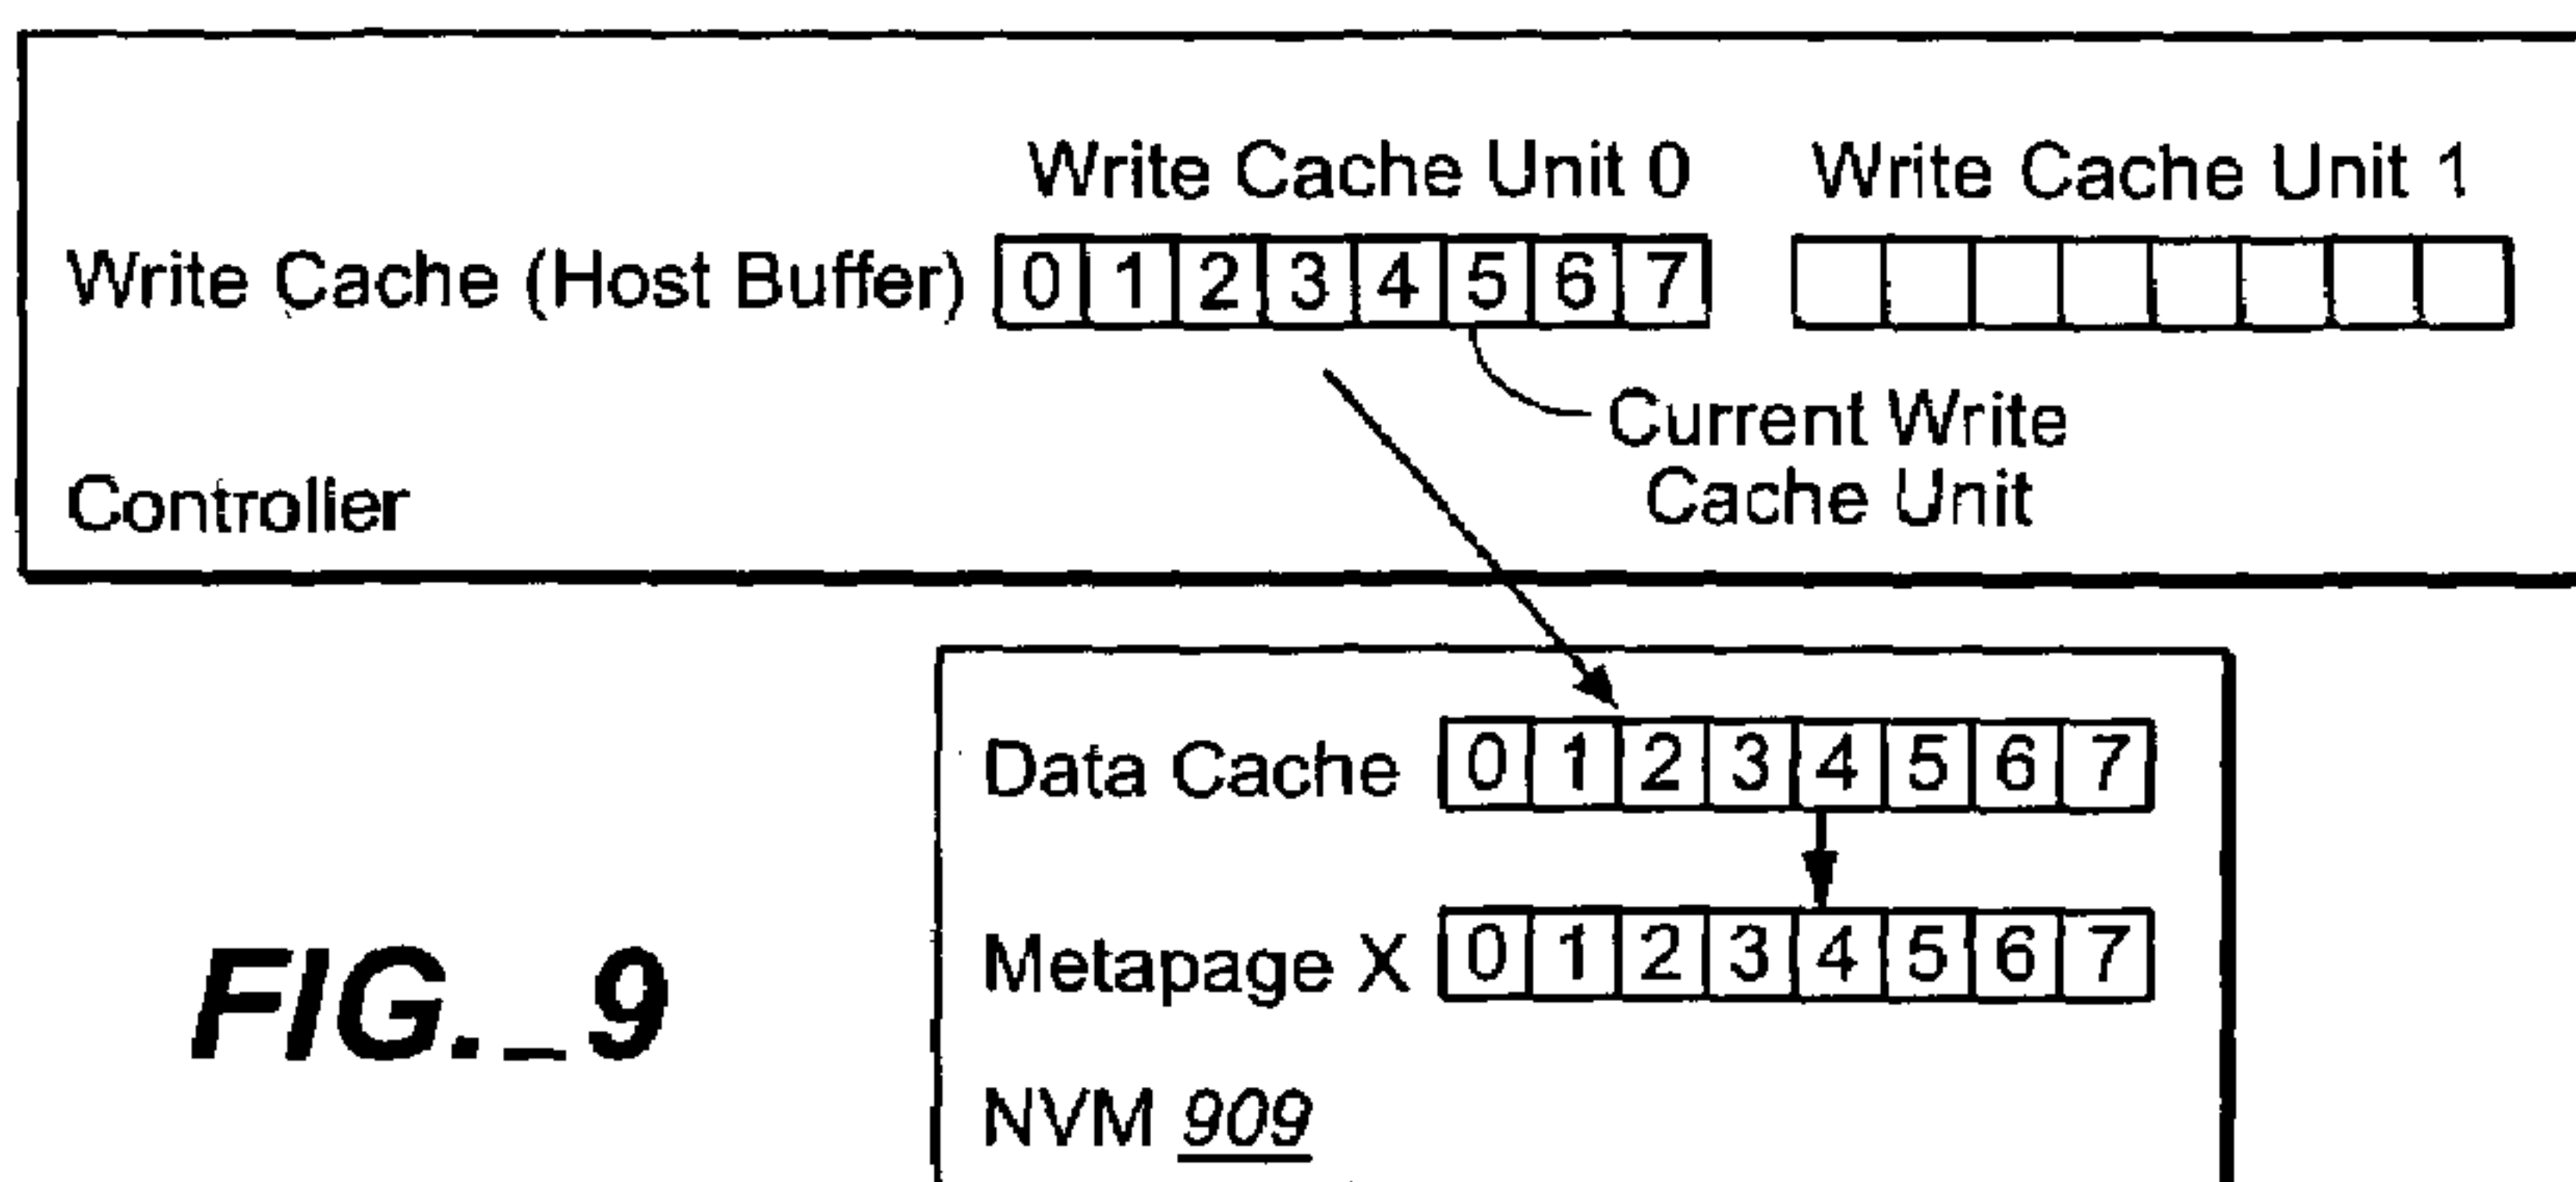 Write Cache Unit 0 Write Cache Unit 1
Write Cache (Host Buffer) 0 1 2 3 4 5 6 7
Current Write
Cache Unit
Controller
Data Cache 0 1 2 3 4 5 6 7
Metapage X 0 1 2 3 4 5 6 7
NVM 909
FIG._9